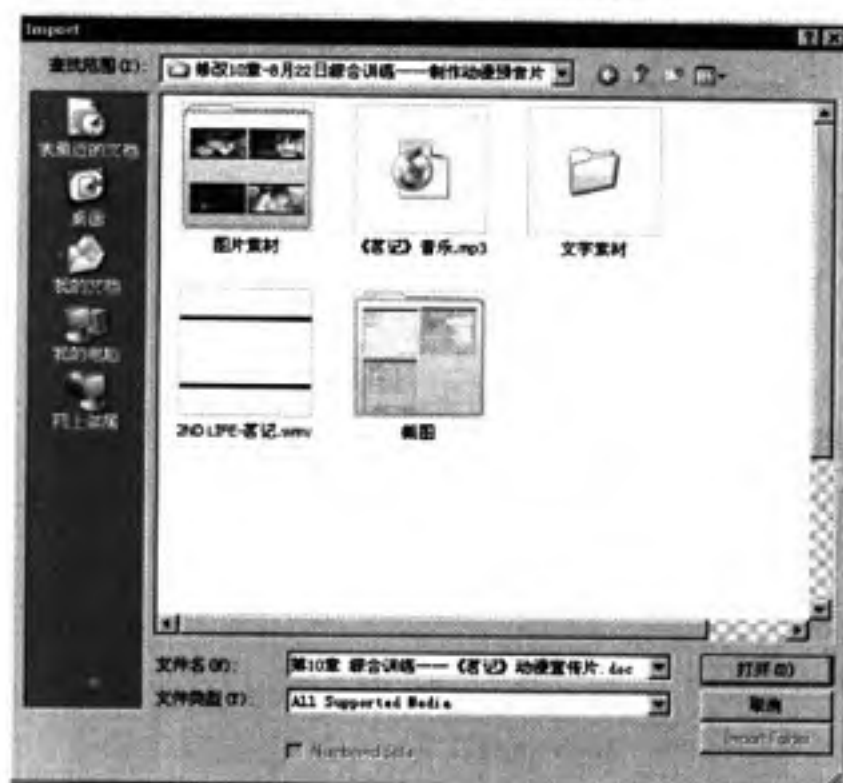 Import
查找范围(I):
修改10章-8月22日综合训练——制作动漫预告片
我最近的文档
桌面
我的文档
我的电脑
网上邻居
图片素材
《茗记》音乐.mp3
文字素材
2ND LIFE-茗记.wmv
截图
文件名(N):
第10章 综合训练——《茗记》动漫宣传片.doc
打开(O)
文件类型(T):
All Supported Media
取消
Numbered Stills
Import Folder